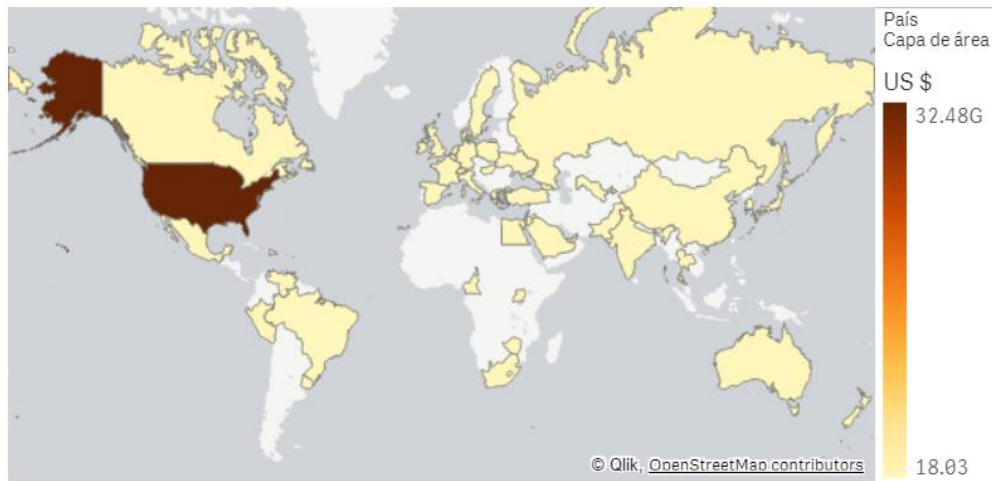 País
Capa de área
US $
32.48G
18.03
© Qlik, OpenStreetMap contributors